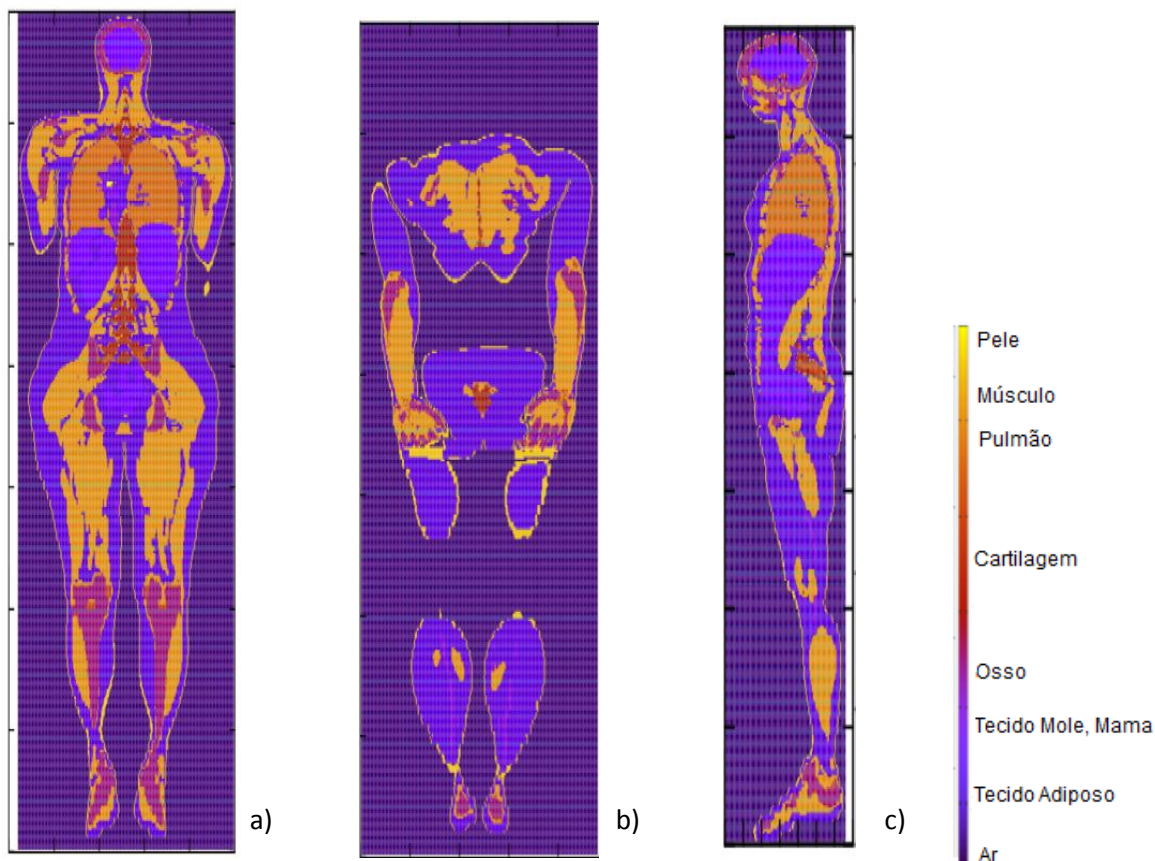 Pele
Músculo
Pulmão
Cartilagem
Osso
Tecido Mole, Mama
Tecido Adiposo
Ar
a)
b)
c)